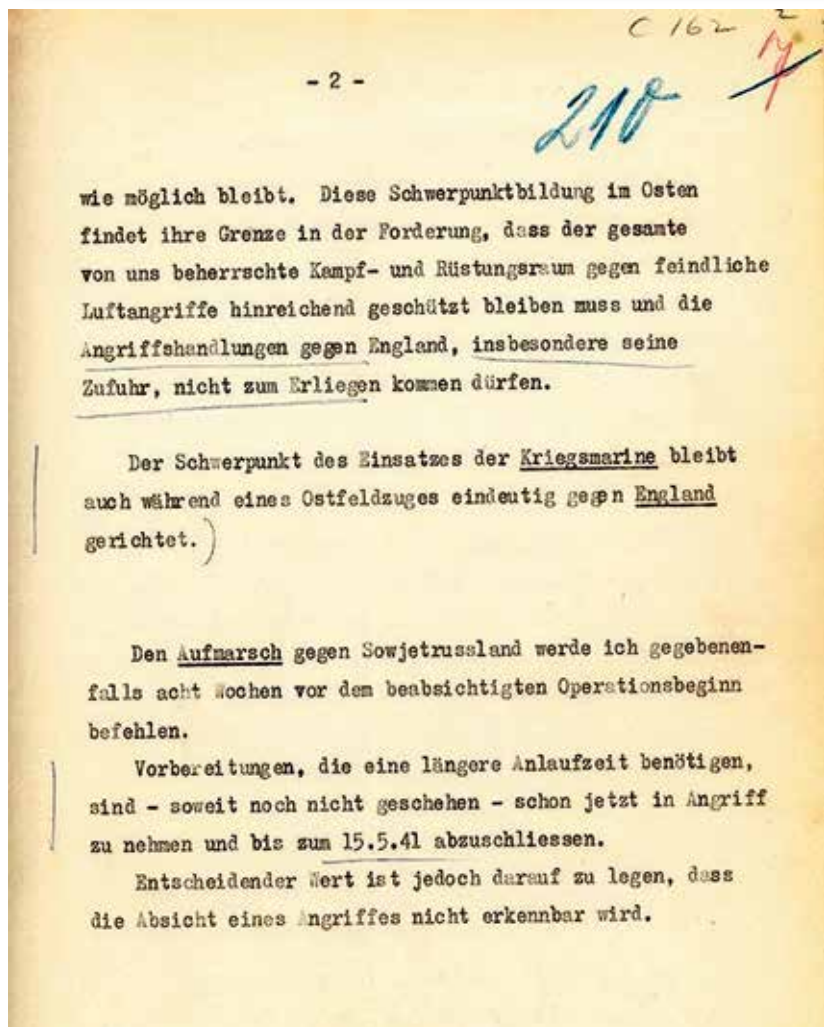 C 162 2
7
- 2 -
210
wie möglich bleibt. Diese Schwerpunktbildung im Osten
findet ihre Grenze in der Forderung, dass der gesamte
von uns beherrschte Kampf- und Rüstungsraum gegen feindliche
Luftangriffe hinreichend geschützt bleiben muss und die
Angriffshandlungen gegen England, insbesondere seine
Zufuhr, nicht zum Erliegen kommen dürfen.
Der Schwerpunkt des Einsatzes der Kriegsmarine bleibt
auch während eines Ostfeldzuges eindeutig gegen England
gerichtet.)
Den Aufmarsch gegen Sowjetrussland werde ich gegebenen-
falls acht Wochen vor dem beabsichtigten Operationsbeginn
befehlen.
Vorbereitungen, die eine längere Anlaufzeit benötigen,
sind - soweit noch nicht geschehen - schon jetzt in Angriff
zu nehmen und bis zum 15.5.41 abzuschliessen.
Entscheidender Wert ist jedoch darauf zu legen, dass
die Absicht eines Angriffes nicht erkennbar wird.